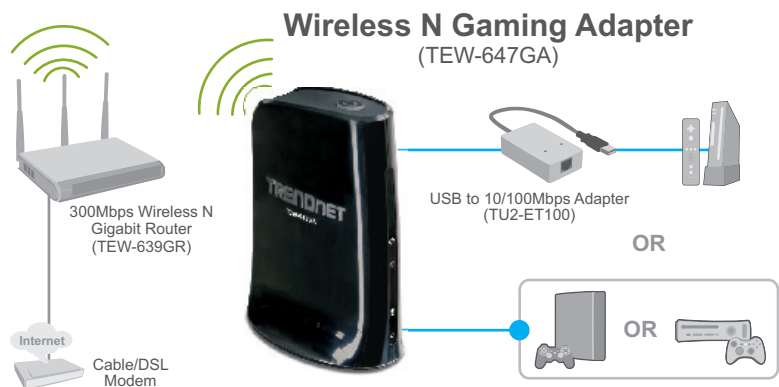 Wireless N Gaming Adapter
(TEW-647GA)
300Mbps Wireless N
Gigabit Router
(TEW-639GR)
Internet
Cable/DSL
Modem
TRENDNET
USB to 10/100Mbps Adapter
(TU2-ET100)
OR
OR